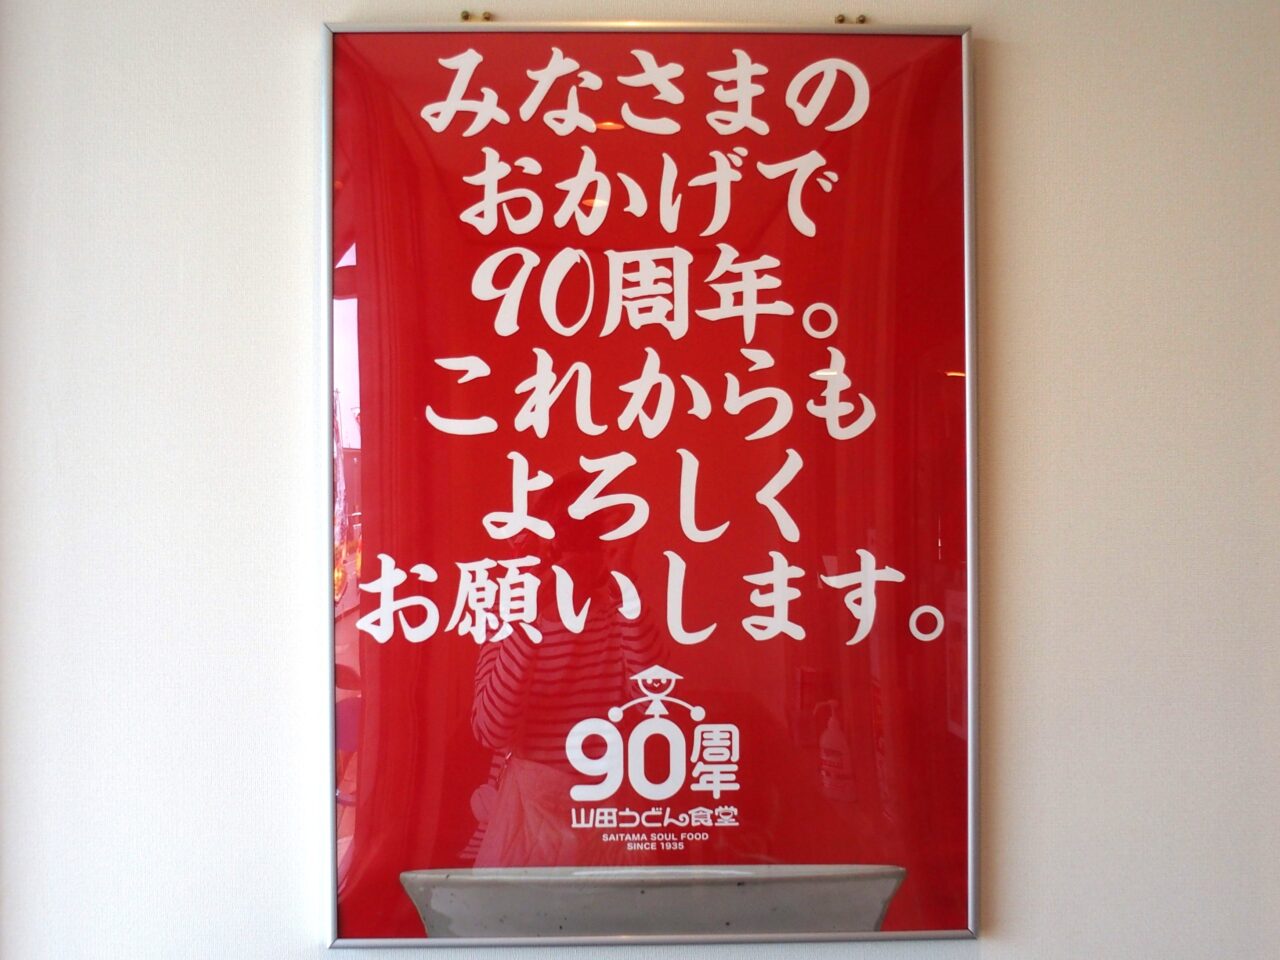 みなさまの
おかげで
90周年。
これからも
よろしく
お願いします。
90周年
山田うどん食堂
SAITAMA SOUL FOOD
SINCE 1935